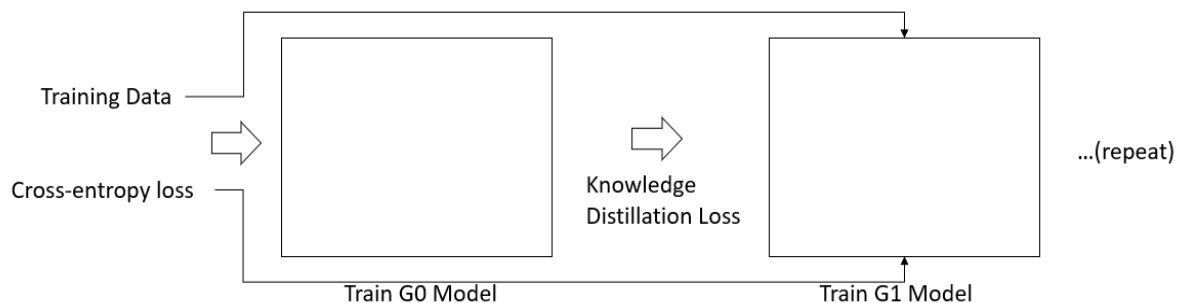 Training Data
Cross-entropy loss
Knowledge
Distillation Loss
...(repeat)
Train G0 Model
Train G1 Model